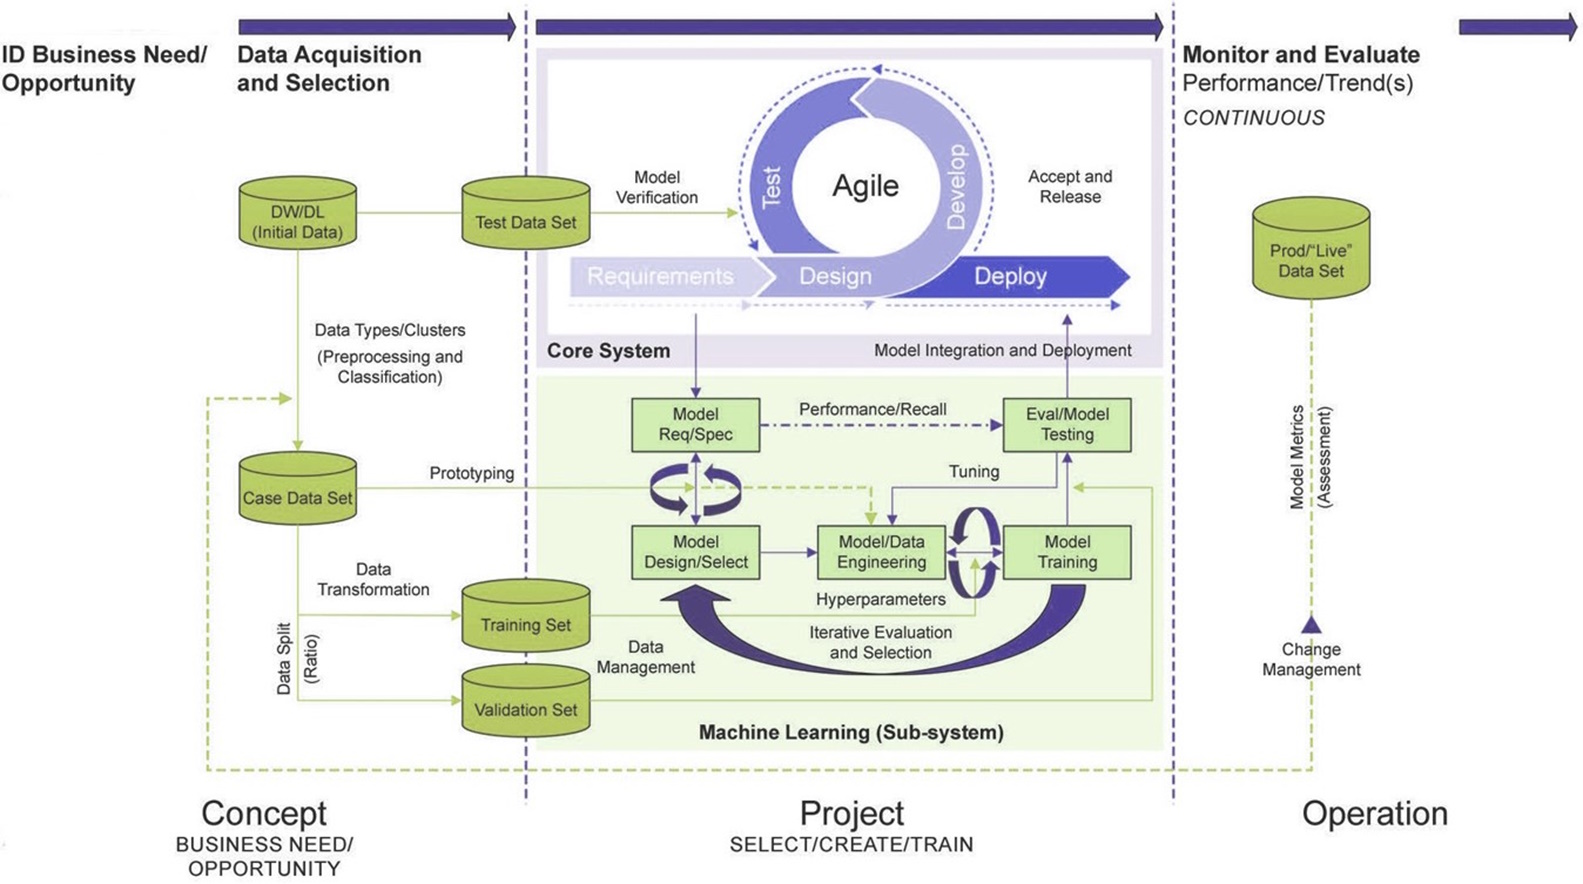 ID Business Need/
Opportunity
Data Acquisition
and Selection
Monitor and Evaluate
Performance/Trend(s)
CONTINUOUS
DW/DL
(Initial Data)
Test Data Set
Model
Verification
Test
Agile
Develop
Accept and
Release
Requirements
Design
Deploy
Prod/“Live”
Data Set
Data Types/Clusters
(Preprocessing and
Classification)
Core System
Model Integration and Deployment
Model
Req/Spec
Performance/Recall
Eval/Model
Testing
Case Data Set
Prototyping
Tuning
Model Metrics
(Assessment)
Model
Design/Select
Model/Data
Engineering
Model
Training
Data
Transformation
Hyperparameters
Training Set
Iterative Evaluation
and Selection
Data Split
(Ratio)
Data
Management
Change
Management
Validation Set
Machine Learning (Sub-system)
Concept
BUSINESS NEED/
OPPORTUNITY
Project
SELECT/CREATE/TRAIN
Operation